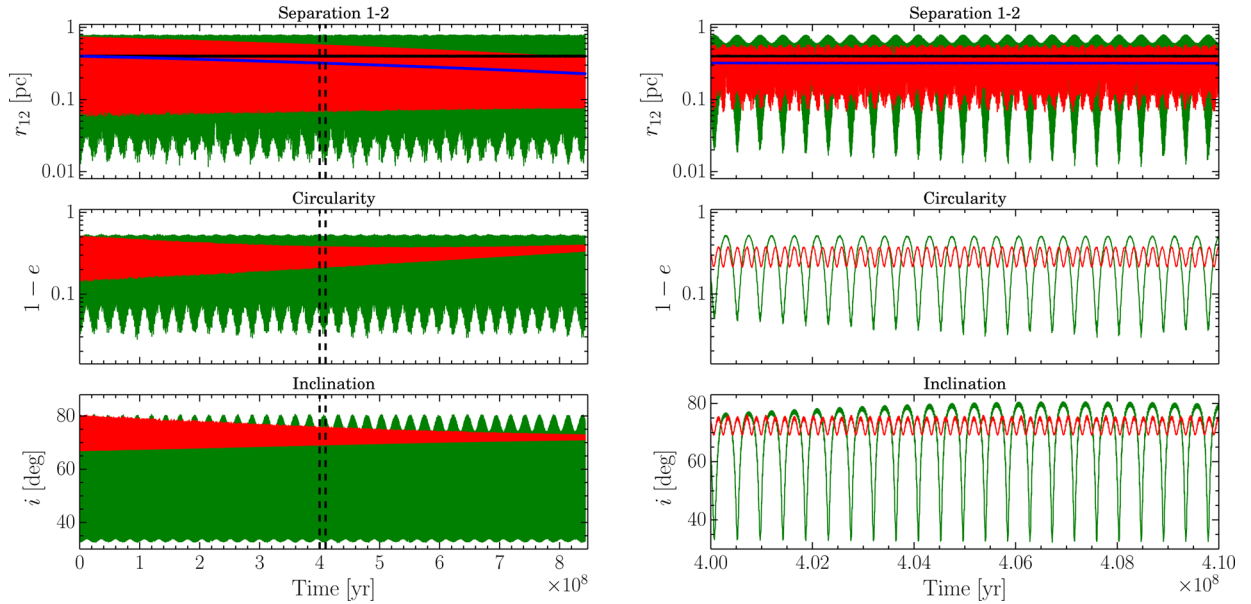 Separation 1-2
1
0.1
0.01
r12 [pc]
Circularity
1
0.1
1 − e
Inclination
80
60
40
i [deg]
0 1 2 3 4 5 6 7 8
Time [yr]
×10^8
Separation 1-2
1
0.1
0.01
r12 [pc]
Circularity
1
0.1
1 − e
Inclination
80
60
40
i [deg]
4.00 4.02 4.04 4.06 4.08 4.10
Time [yr]
×10^8